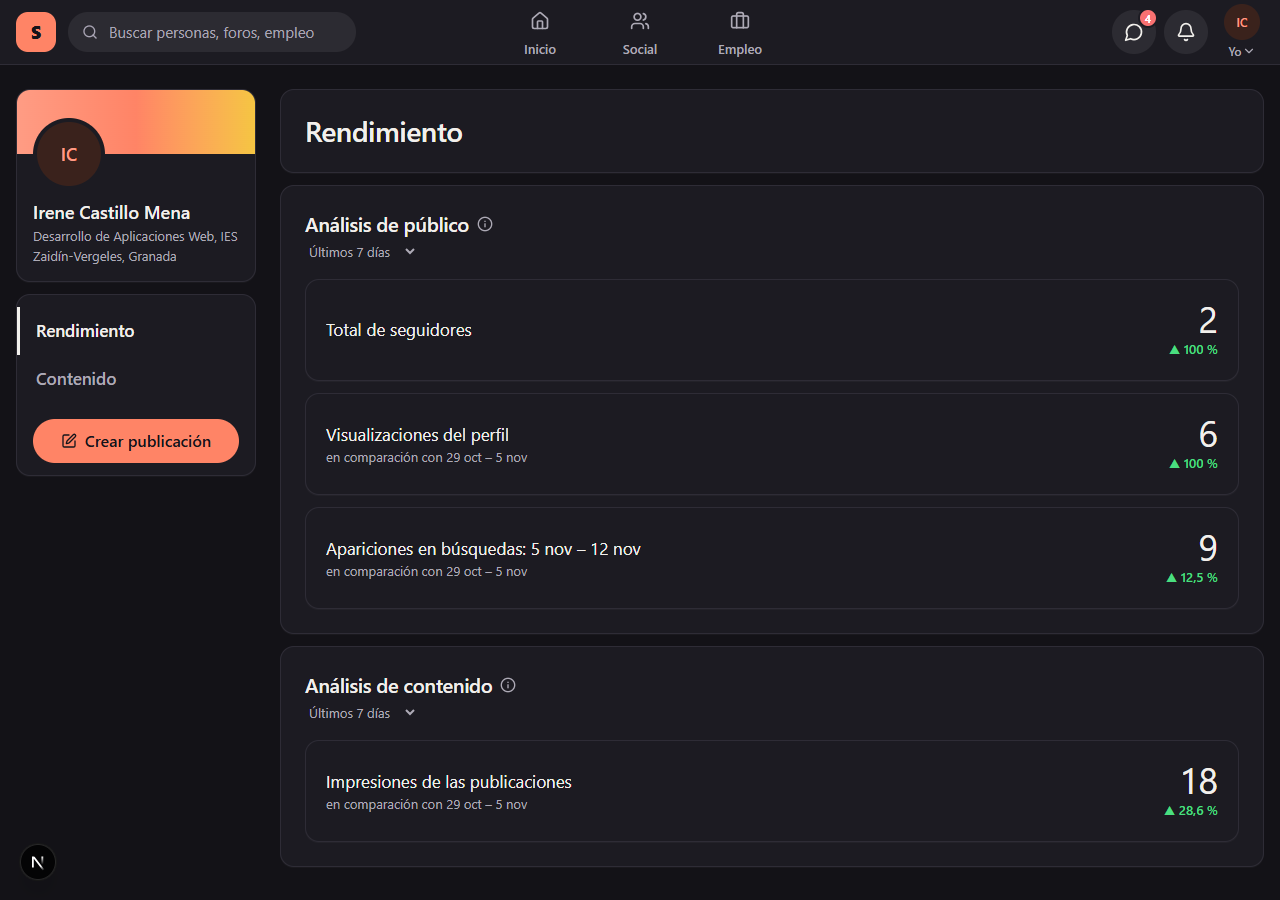 S
Buscar personas, foros, empleo
Inicio
Social
Empleo
4
IC
Yo
IC
Irene Castillo Mena
Desarrollo de Aplicaciones Web, IES
Zaidín-Vergeles, Granada
Rendimiento
Contenido
Crear publicación
Rendimiento
Análisis de público
Últimos 7 días
Total de seguidores
2
▲ 100 %
Visualizaciones del perfil
en comparación con 29 oct – 5 nov
6
▲ 100 %
Apariciones en búsquedas: 5 nov – 12 nov
en comparación con 29 oct – 5 nov
9
▲ 12,5 %
Análisis de contenido
Últimos 7 días
Impresiones de las publicaciones
en comparación con 29 oct – 5 nov
18
▲ 28,6 %
N